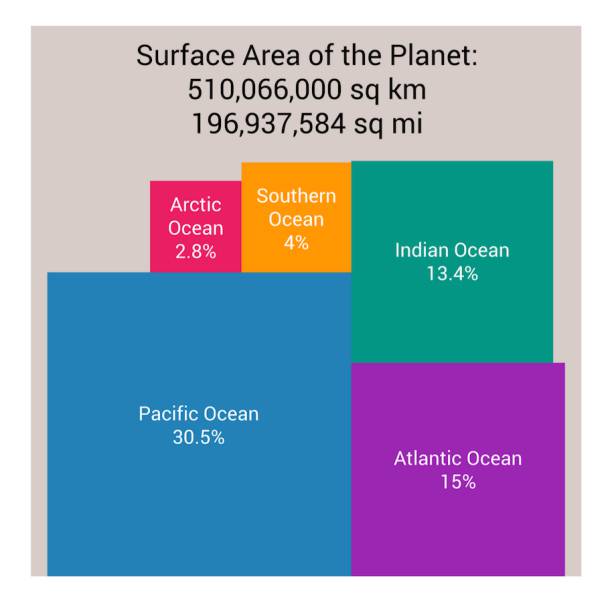 Surface Area of the Planet:
510,066,000 sq km
196,937,584 sq mi
Arctic
Ocean
2.8%
Southern
Ocean
4%
Indian Ocean
13.4%
Pacific Ocean
30.5%
Atlantic Ocean
15%